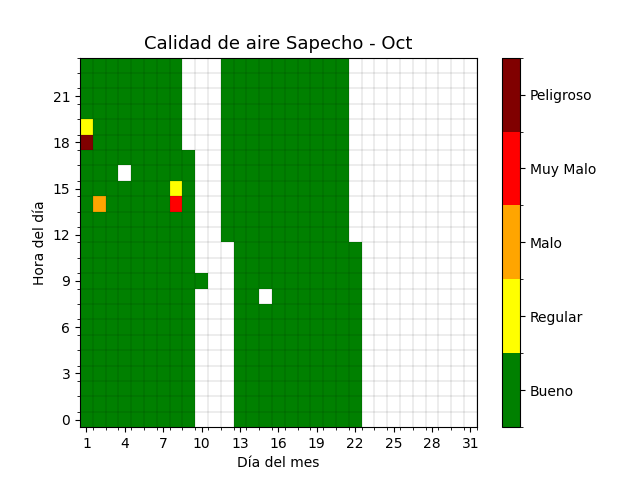 Calidad de aire Sapecho - Oct
Hora del día
21
18
15
12
9
6
3
0
1 4 7 10 13 16 19 22 25 28 31
Día del mes
Peligroso
Muy Malo
Malo
Regular
Bueno